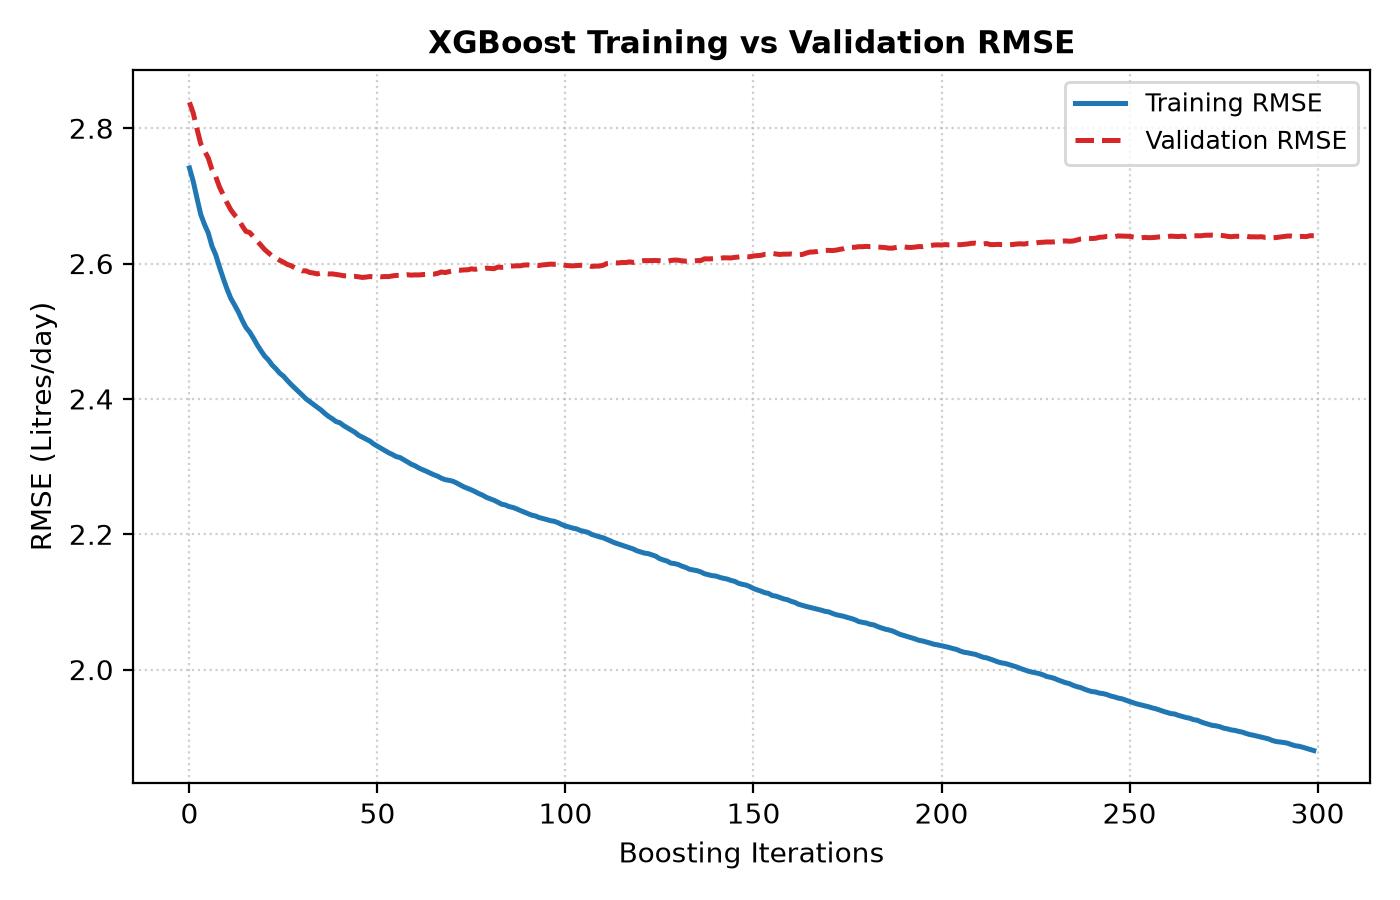 XGBoost Training vs Validation RMSE
Training RMSE
Validation RMSE
RMSE (Litres/day)
2.8
2.6
2.4
2.2
2.0
0 50 100 150 200 250 300
Boosting Iterations